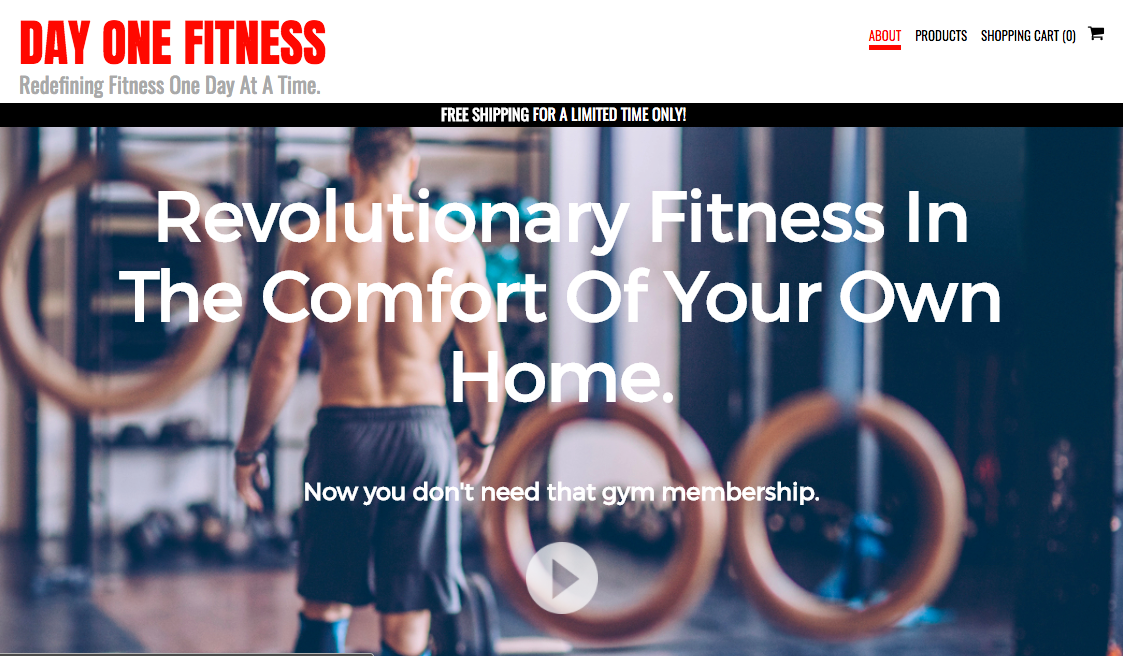 DAY ONE FITNESS
Redefining Fitness One Day At A Time.
ABOUT PRODUCTS SHOPPING CART (0)
FREE SHIPPING FOR A LIMITED TIME ONLY!
Revolutionary Fitness In
The Comfort Of Your Own
Home.
Now you don't need that gym membership.